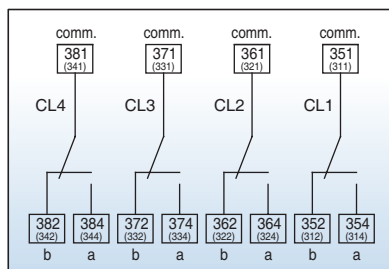 comm. comm. comm. comm.
381 371 361 351
(341) (331) (321) (311)
CL4 CL3 CL2 CL1
382 384 372 374 362 364 352 354
(342) (344) (332) (334) (322) (324) (312) (314)
b a b a b a b a